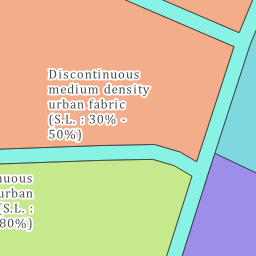 Discontinuous
medium density
urban fabric
(S.L. : 30% -
50%)
urban
(S.L. :
80%)